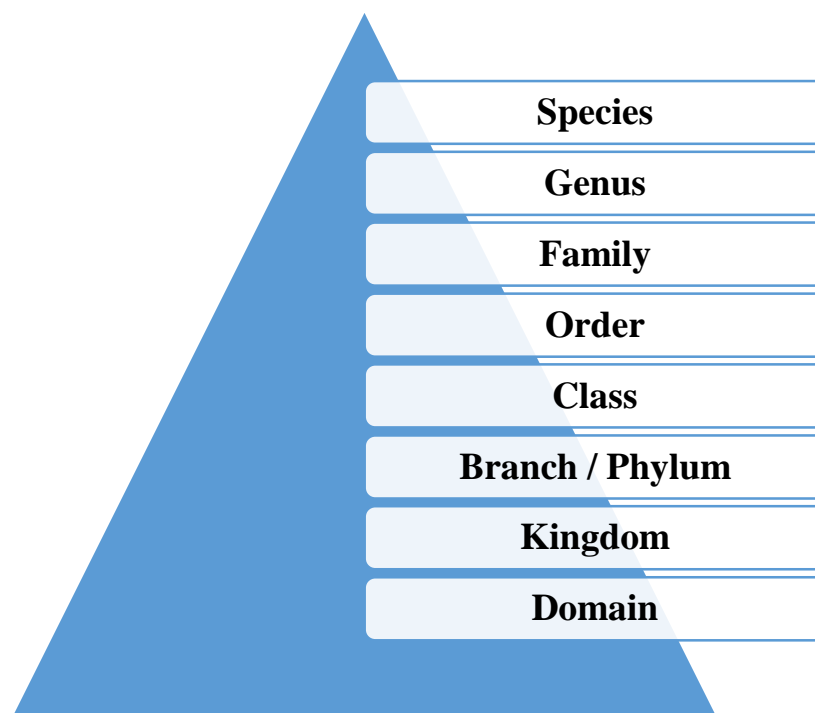 Species
Genus
Family
Order
Class
Branch / Phylum
Kingdom
Domain